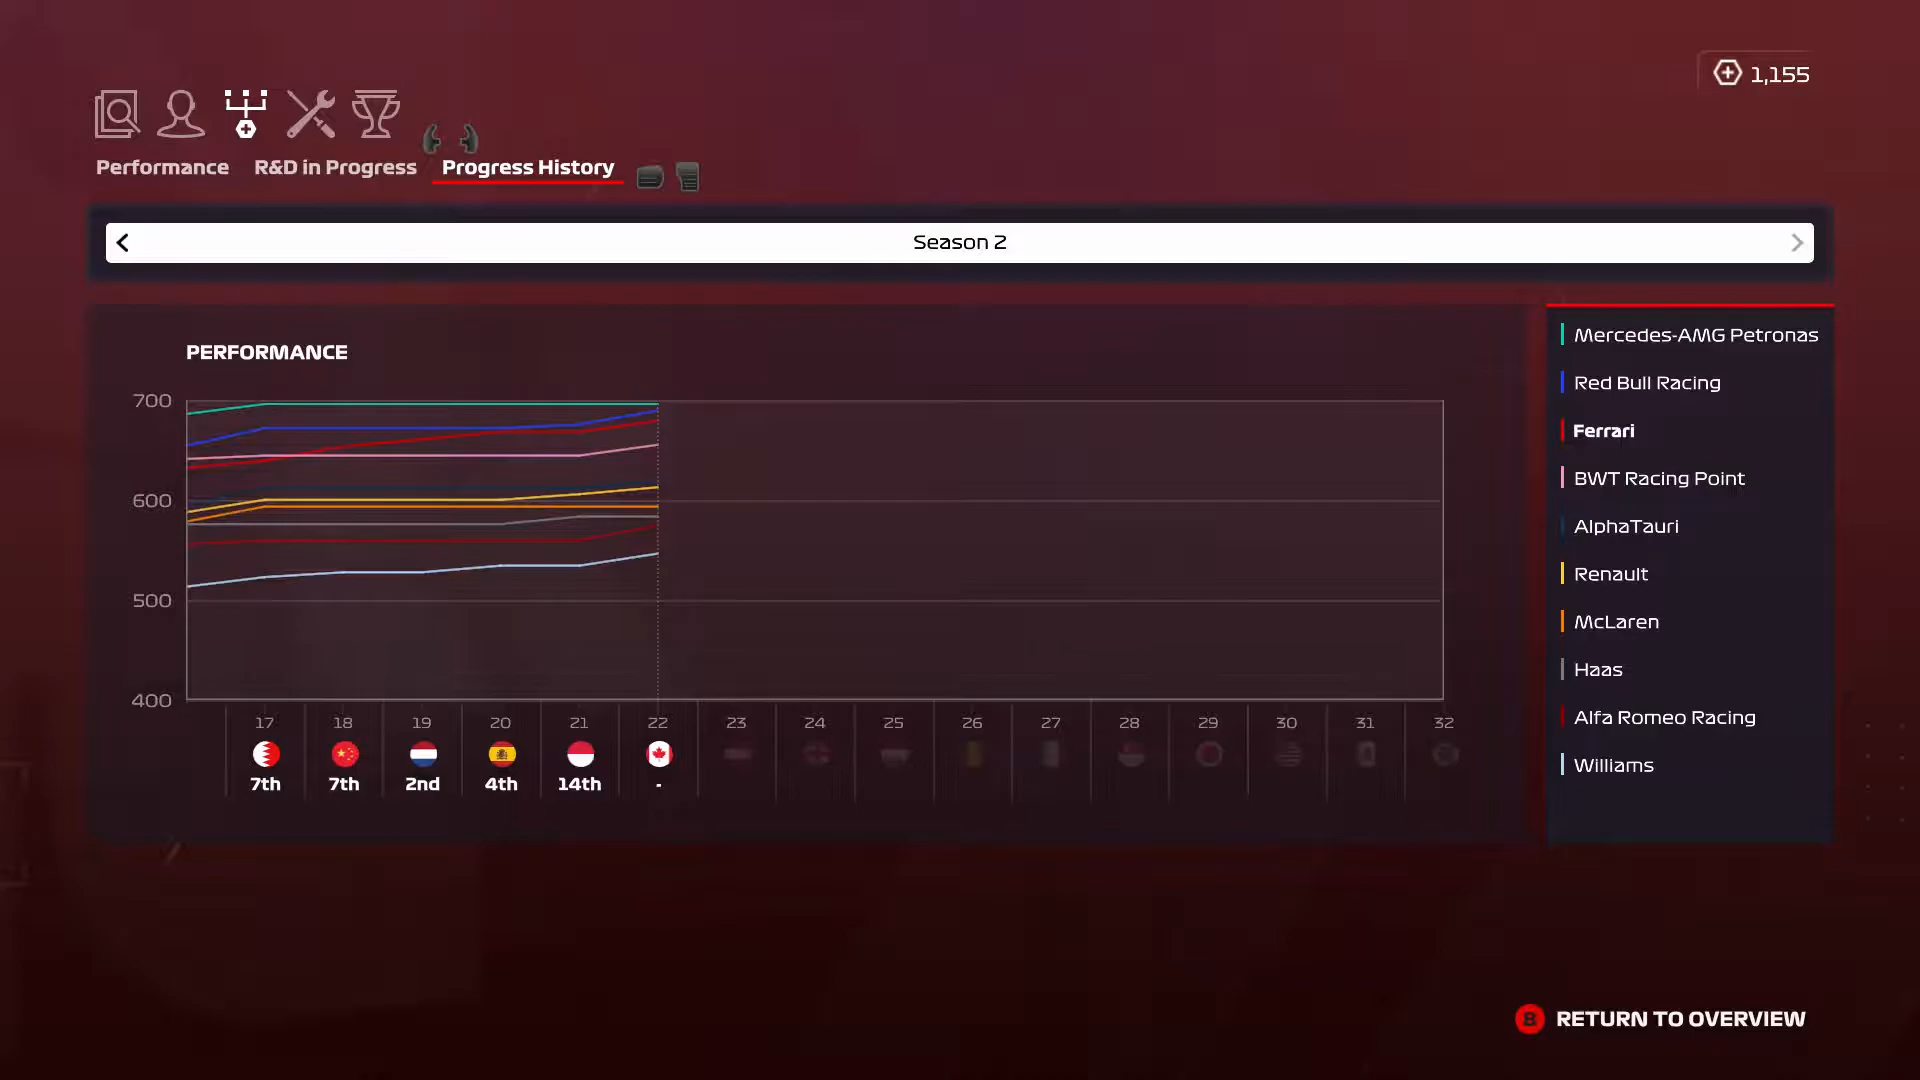 1,155
Performance R&D in Progress Progress History
Season 2
PERFORMANCE
700
600
500
400
17 18 19 20 21 22 23 24 25 26 27 28 29 30 31 32
7th 7th 2nd 4th 14th -
Mercedes-AMG Petronas
Red Bull Racing
Ferrari
BWT Racing Point
AlphaTauri
Renault
McLaren
Haas
Alfa Romeo Racing
Williams
8 RETURN TO OVERVIEW